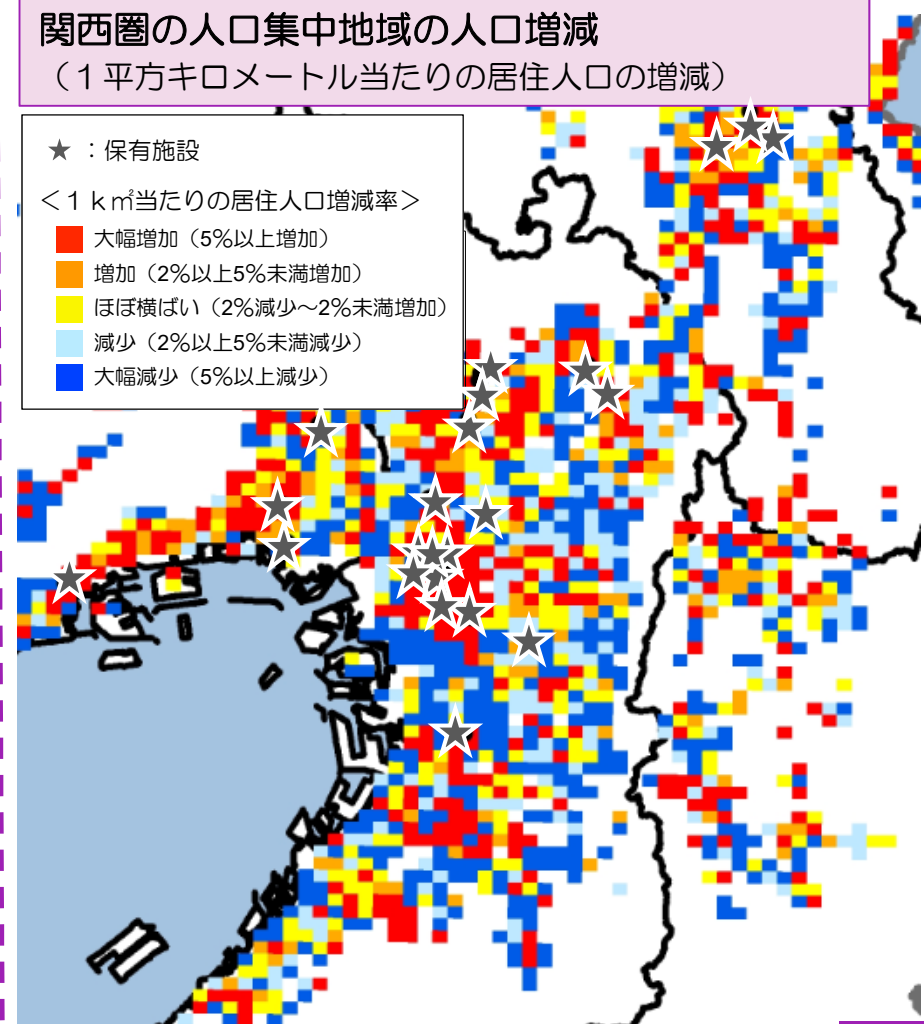 関西圏の人口集中地域の人口増減
（１平方キロメートル当たりの居住人口の増減）
★ ：保有施設
＜１ｋ㎡当たりの居住人口増減率＞
大幅増加（5%以上増加）
増加（2%以上5%未満増加）
ほぼ横ばい（2%減少～2%未満増加）
減少（2%以上5%未満減少）
大幅減少（5%以上減少）